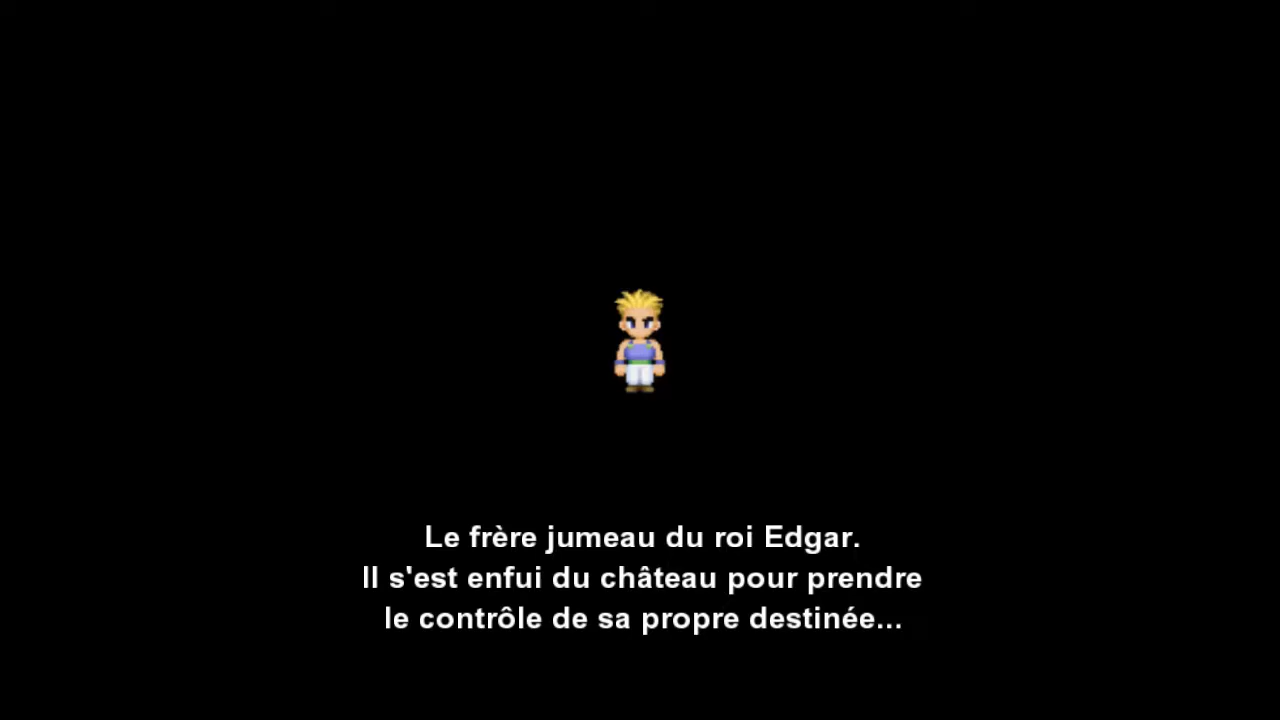 Le frère jumeau du roi Edgar.
Il s'est enfui du château pour prendre
le contrôle de sa propre destinée...